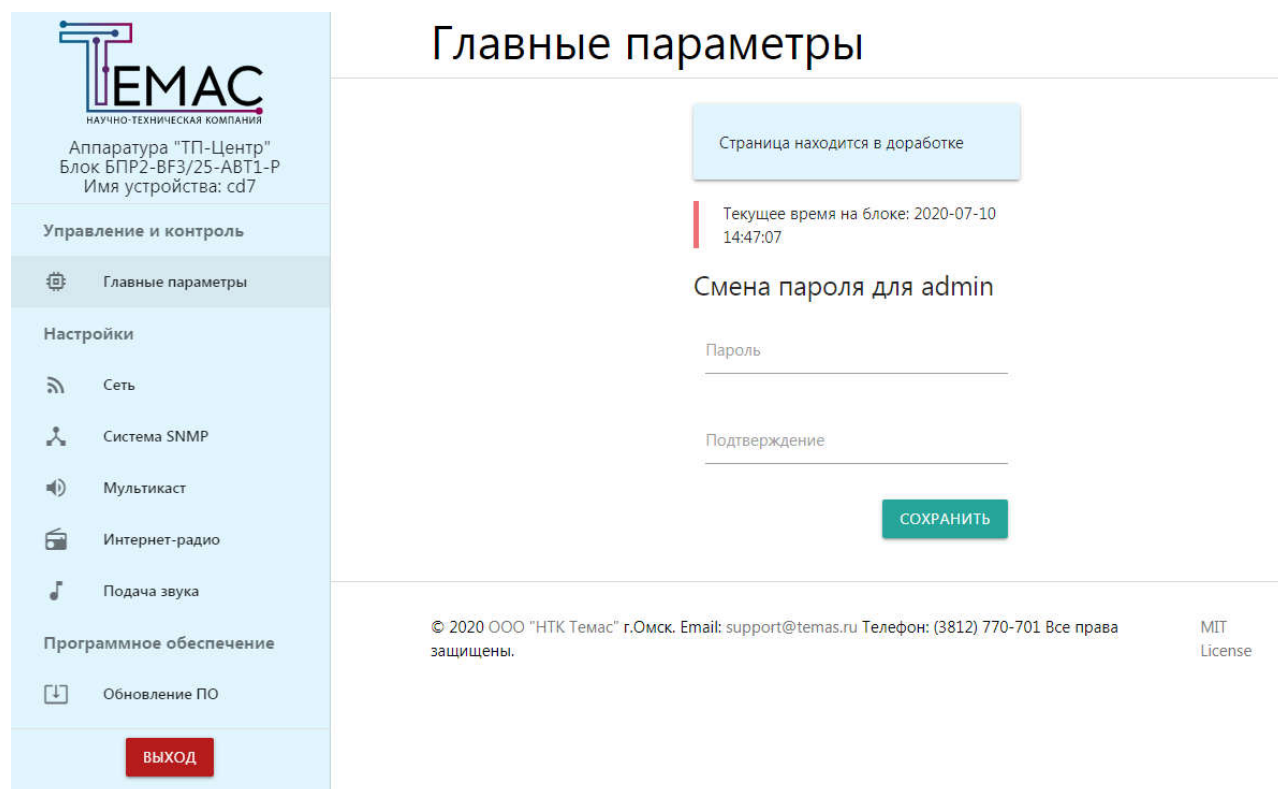 ТЕМАС
НАУЧНО-ТЕХНИЧЕСКАЯ КОМПАНИЯ
Аппаратура "ТП-Центр"
Блок БПР2-BF3/25-АВТ1-Р
Имя устройства: cd7
Управление и контроль
Главные параметры
Настройки
Сеть
Система SNMP
Мультикаст
Интернет-радио
Подача звука
Программное обеспечение
Обновление ПО
ВЫХОД
Главные параметры
Страница находится в доработке
Текущее время на блоке: 2020-07-10
14:47:07
Смена пароля для admin
Пароль
Подтверждение
СОХРАНИТЬ
© 2020 ООО "НТК Темас" г.Омск. Email: support@temas.ru Телефон: (3812) 770-701 Все права
защищены.
MIT
License